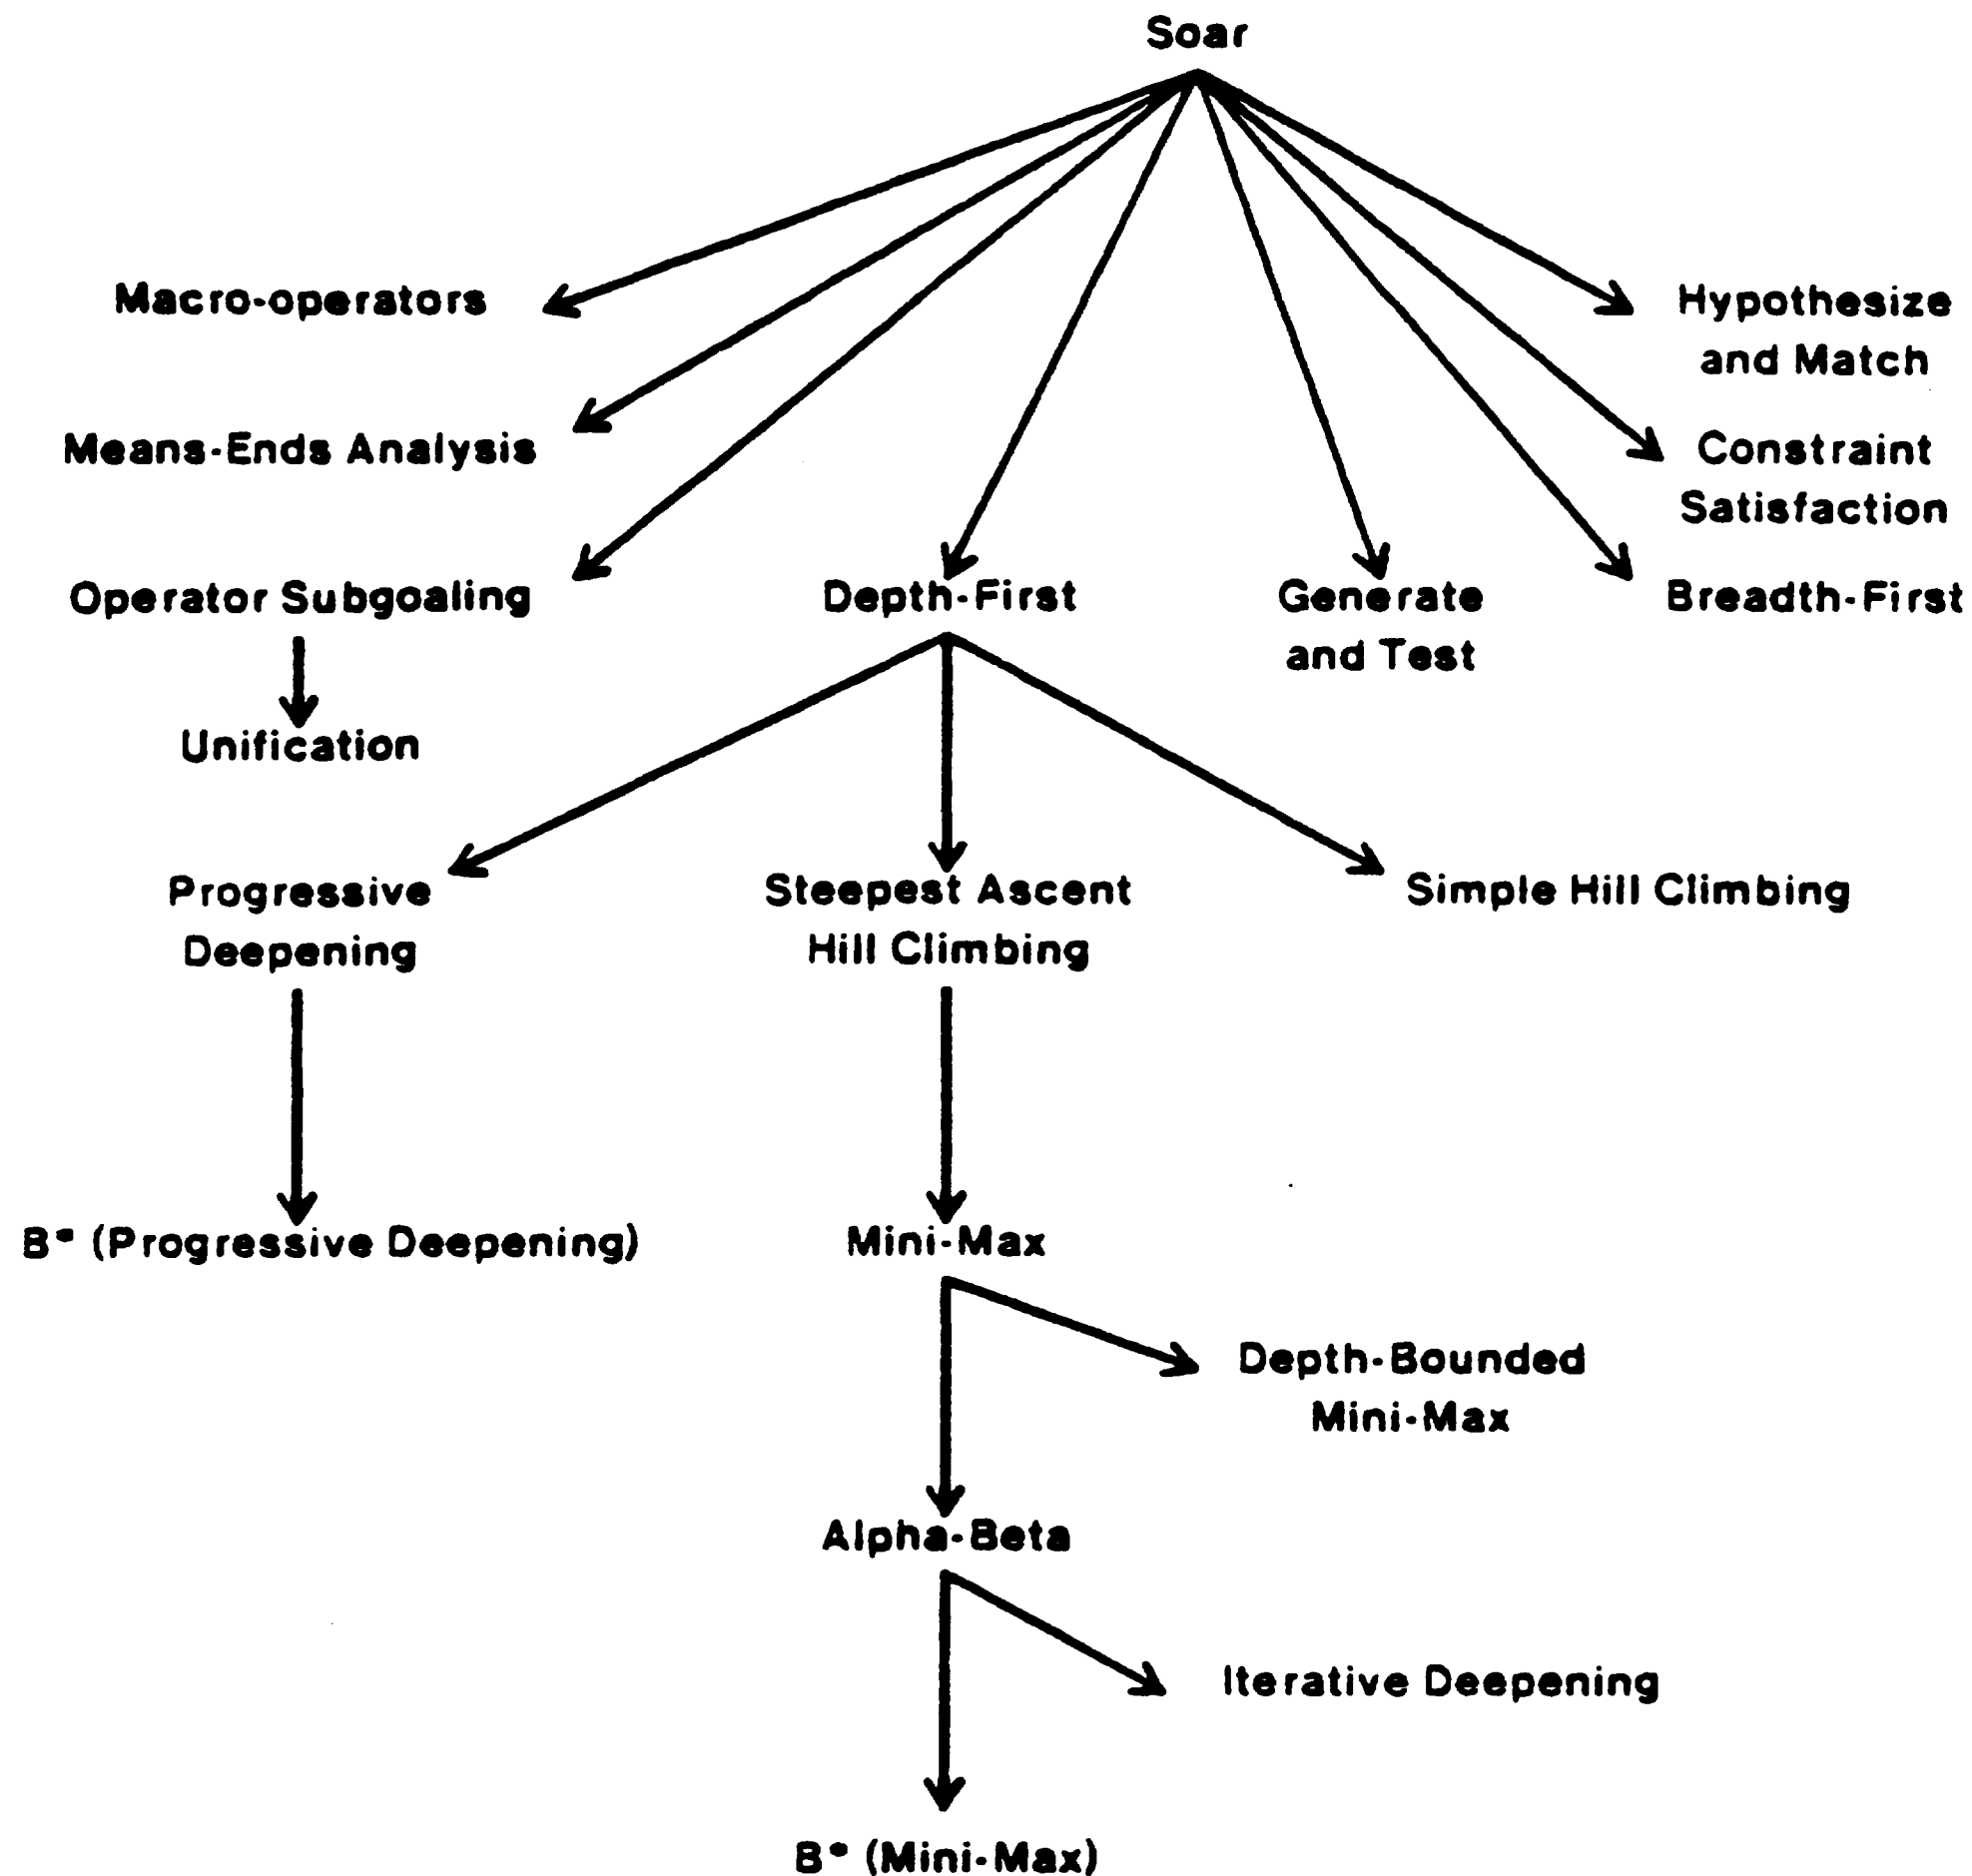 Soar
Macro-operators
Hypothesize
and Match
Means-Ends Analysis
Constraint
Satisfaction
Operator Subgoaling
Depth-First
Generate
and Test
Breadth-First
Unification
Progressive
Deepening
Steepest Ascent
Hill Climbing
Simple Hill Climbing
B* (Progressive Deepening)
Mini-Max
Depth-Bounded
Mini-Max
Alpha-Beta
Iterative Deepening
B* (Mini-Max)